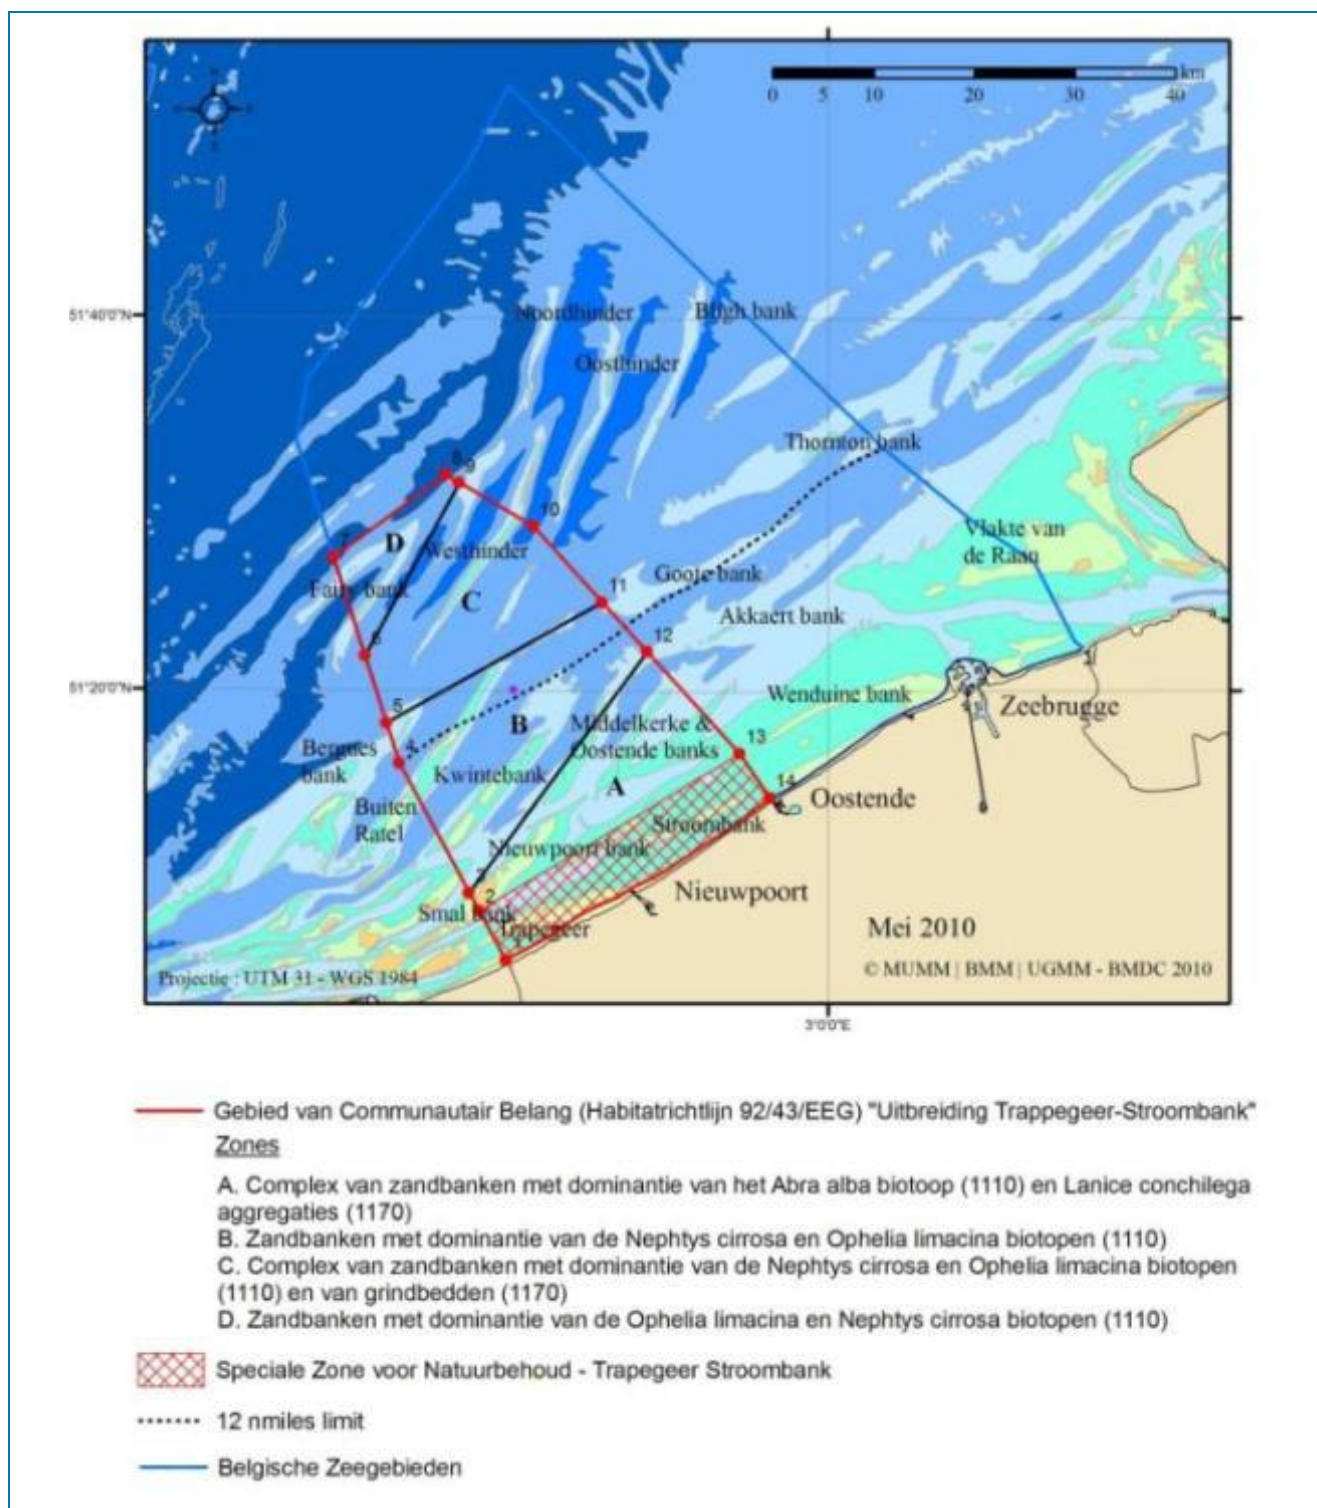 km
0 5 10 20 30 40
51°40'0"N
Noordhinder
Bligh bank
Oosthinder
Thornton bank
8
9
10
Vlakte van
de Raan
D
Westhinder
7
Fairy bank
C
Goote bank
11
Akkaert bank
12
6
51°20'0"N
Wenduine bank
Zeebrugge
5
B
Middelkerke &
Oostende banks
13
4
Bergues
bank
Kwintebank
A
14
Oostende
Buiten
Ratel
Stroombank
Nieuwpoort bank
Nieuwpoort
3
2
Smal bank
Trapegeer
1
Mei 2010
Projectie : UTM 31 - WGS 1984
© MUMM | BMM | UGMM - BMDC 2010
3°0'0"E
Gebied van Communautair Belang (Habitatrichtlijn 92/43/EEG) "Uitbreiding Trappegeer-Stroombank"
Zones
A. Complex van zandbanken met dominantie van het Abra alba biotoop (1110) en Lanice conchilega
aggregaties (1170)
B. Zandbanken met dominantie van de Nephtys cirrosa en Ophelia limacina biotopen (1110)
C. Complex van zandbanken met dominantie van de Nephtys cirrosa en Ophelia limacina biotopen
(1110) en van grindbedden (1170)
D. Zandbanken met dominantie van de Ophelia limacina en Nephtys cirrosa biotopen (1110)
Speciale Zone voor Natuurbehoud - Trapegeer Stroombank
12 nmiles limit
Belgische Zeegebieden